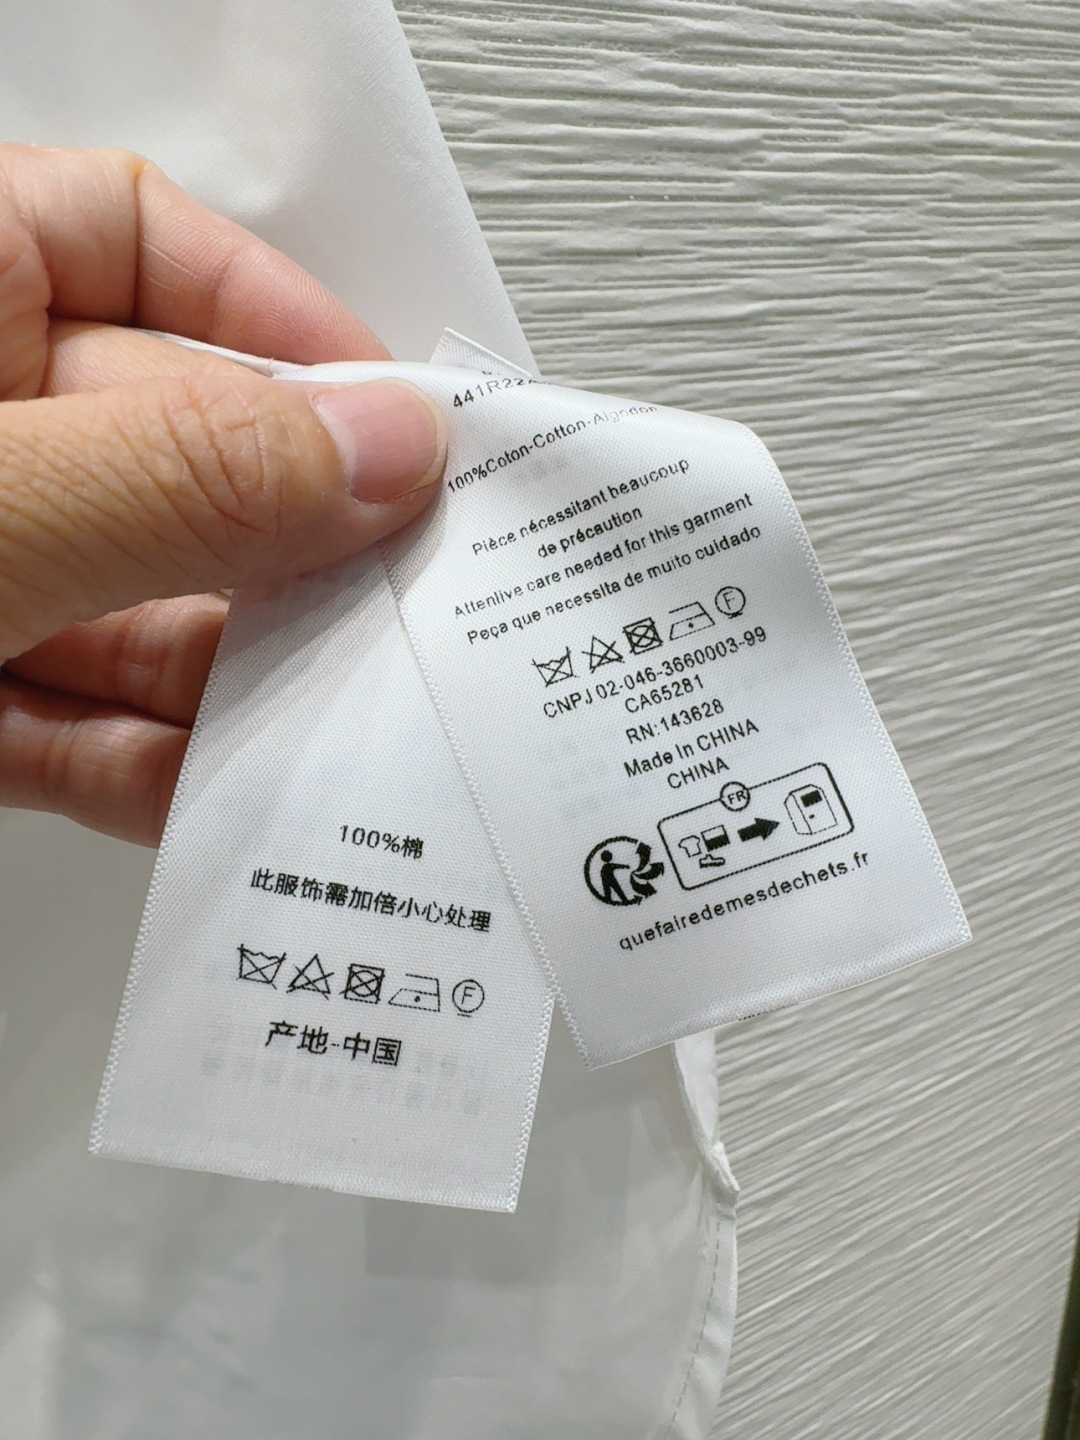 441R22
100%Coton-Cotton-Algodon
Pièce nécessitant beaucoup
de précaution
Attenlive care needed for this garment
Peça que necessita de muito cuidado
F
CNPJ 02-046-3660003-99
CA65281
RN:143628
Made In CHINA
CHINA
FR
quefairedemesdechets.fr
100%棉
此服饰需加倍小心处理
F
产地-中国